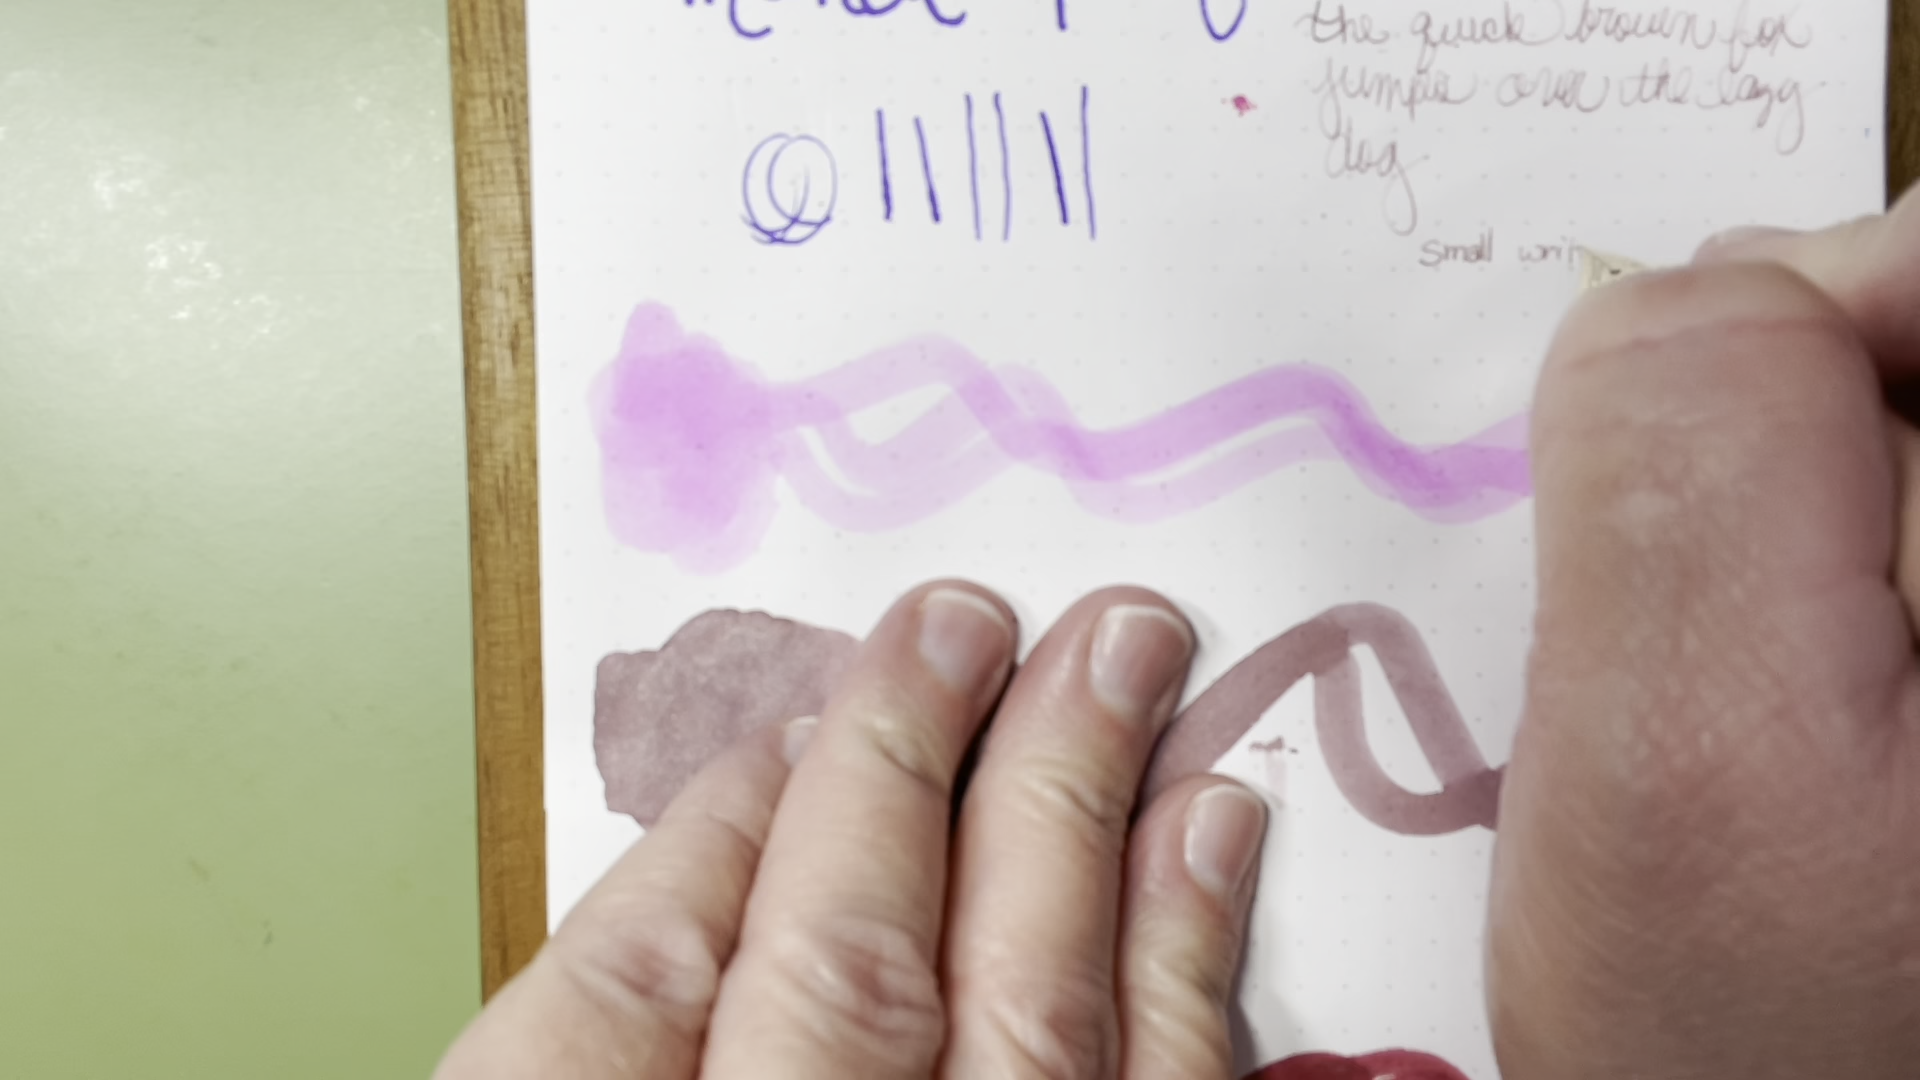 the quick brown fox
jumps over the lazy
dog
Small writ